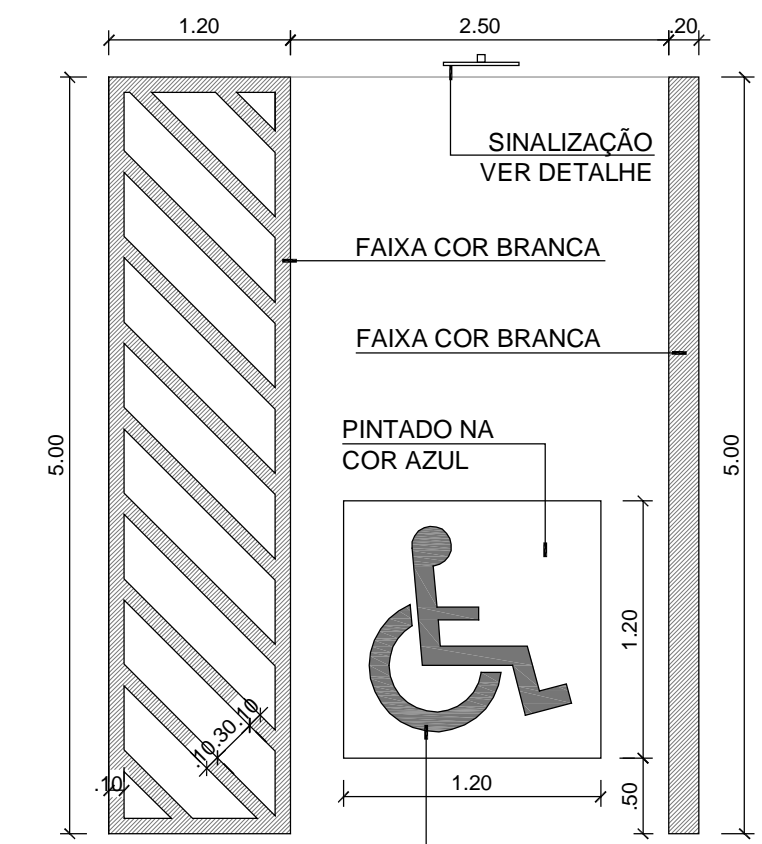 1.20
2.50
.20
SINALIZAÇÃO
VER DETALHE
FAIXA COR BRANCA
FAIXA COR BRANCA
5.00
PINTADO NA
COR AZUL
5.00
1.20
.10
.30
.10
.10
1.20
.50